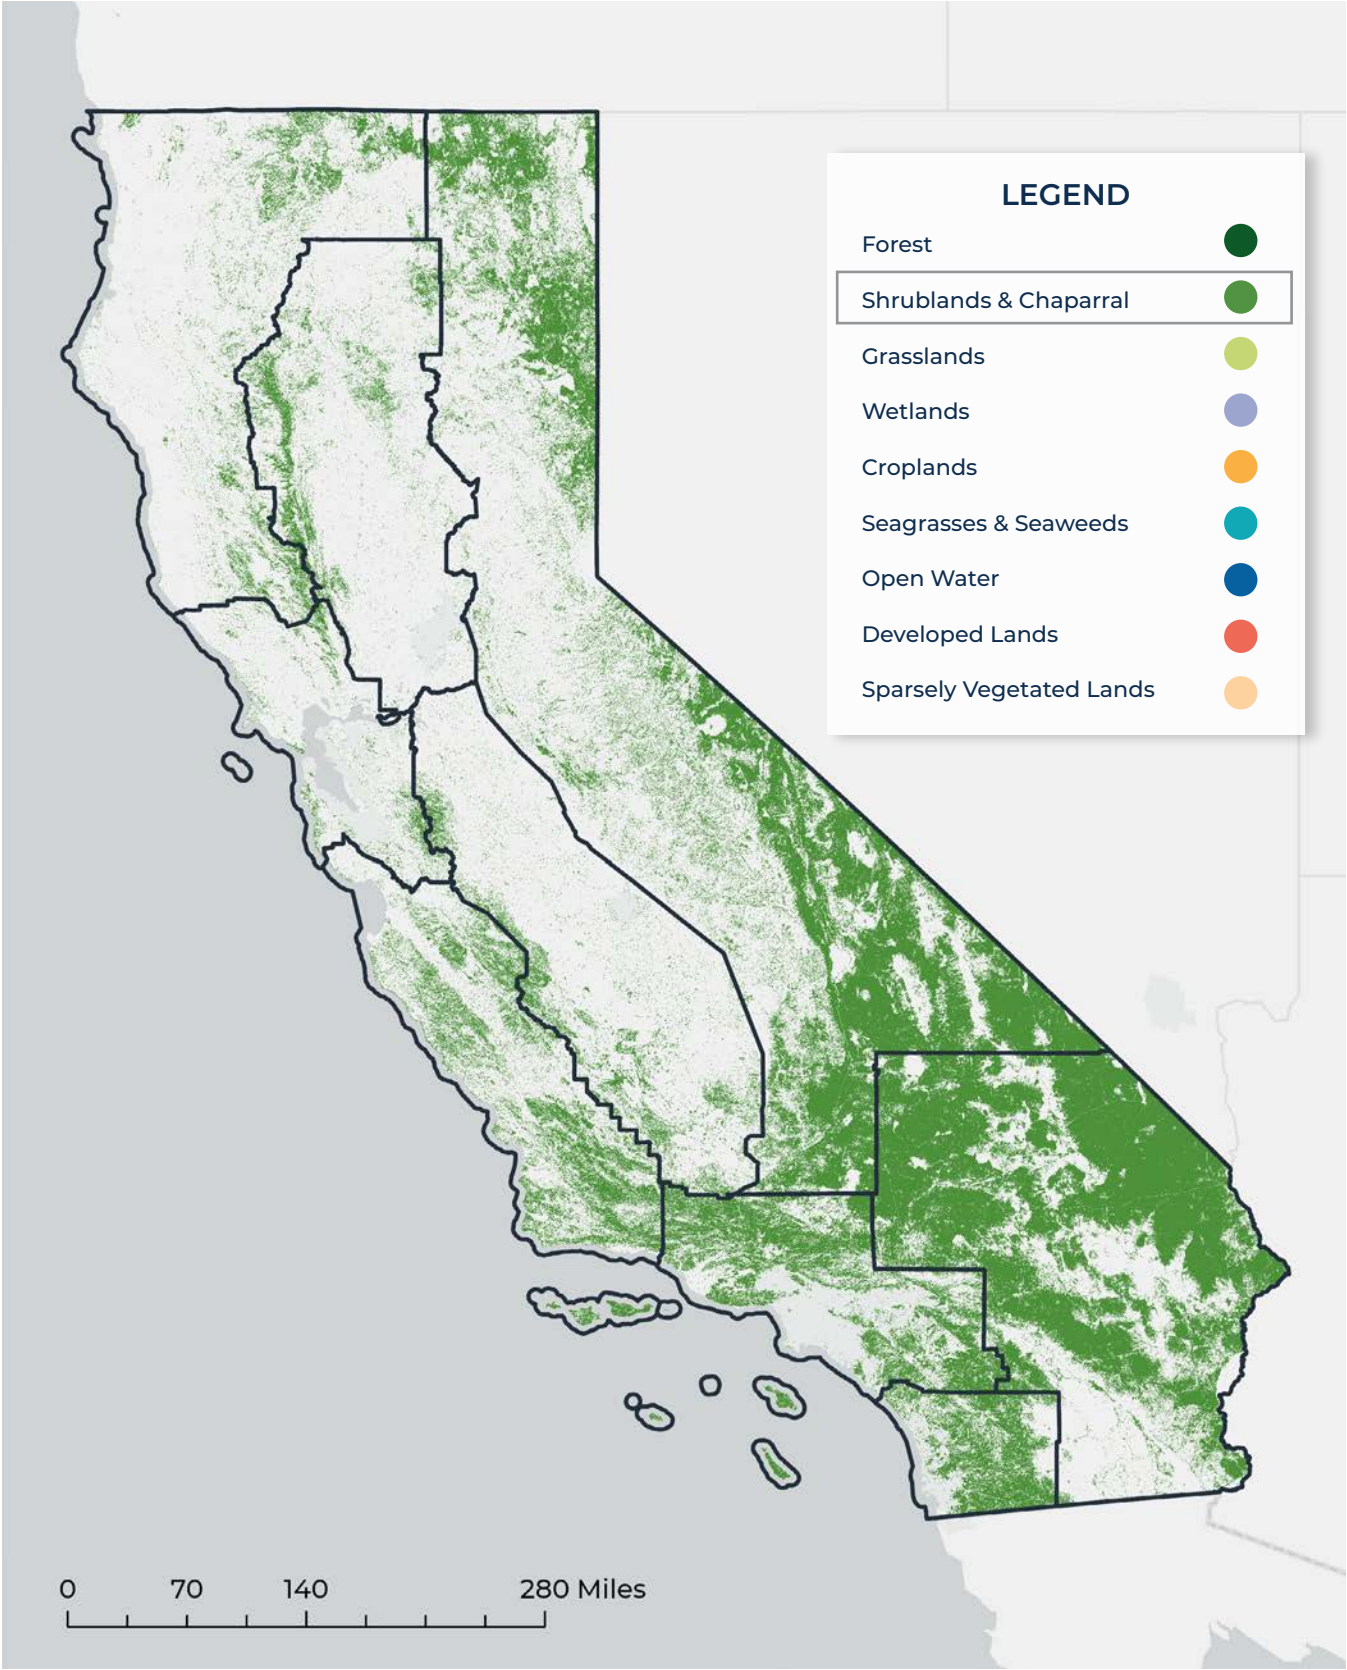 LEGEND
Forest
Shrublands & Chaparral
Grasslands
Wetlands
Croplands
Seagrasses & Seaweeds
Open Water
Developed Lands
Sparsely Vegetated Lands
0 70 140 280 Miles